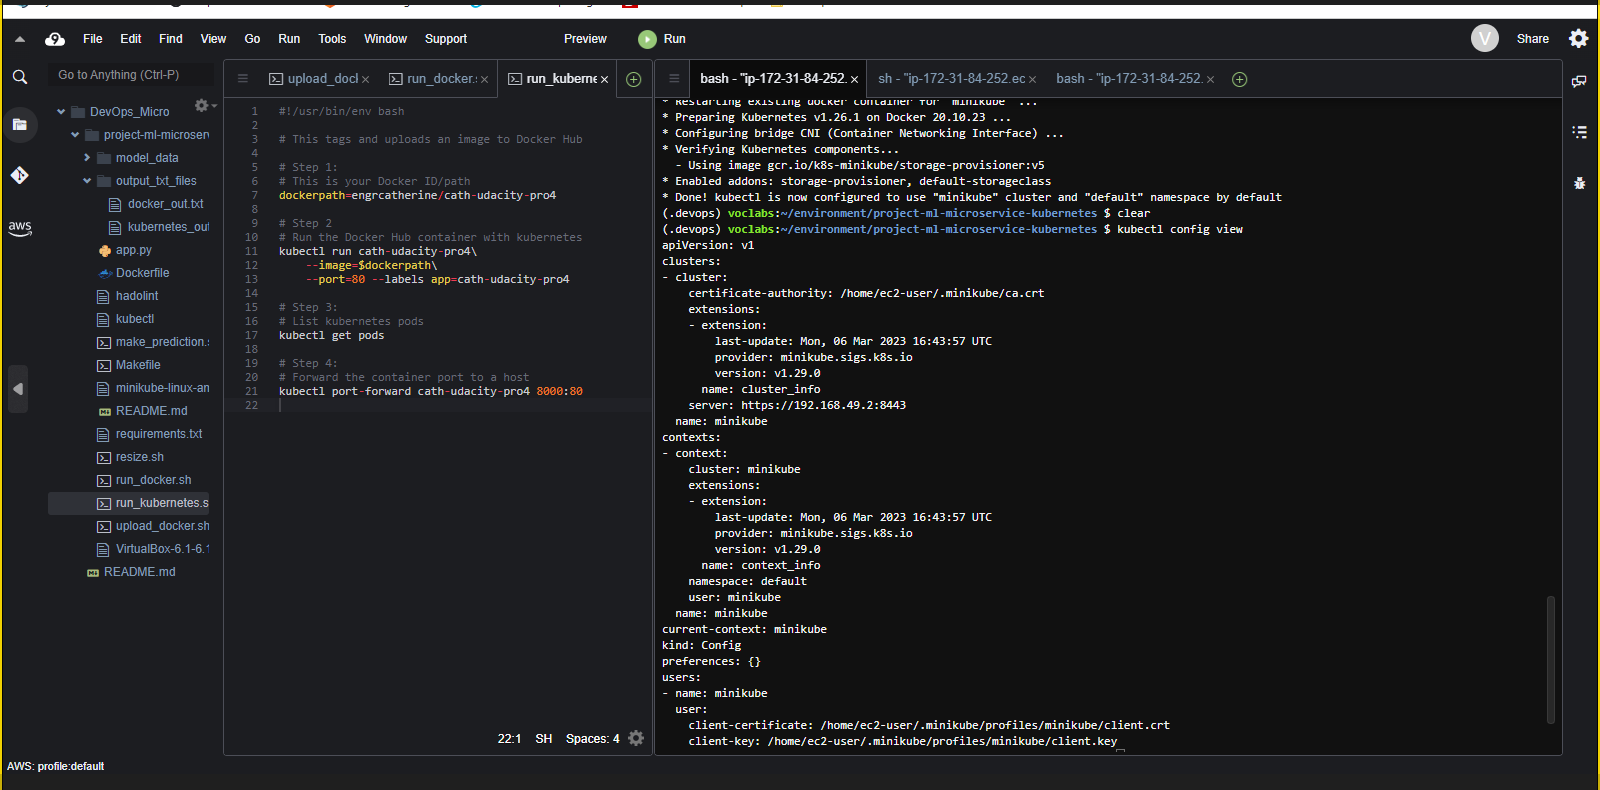 File Edit Find View Go Run Tools Window Support Preview Run V Share
Go to Anything (Ctrl-P)
DevOps_Micro
project-ml-microserv
model_data
output_txt_files
docker_out.txt
kubernetes_out
app.py
Dockerfile
hadolint
kubectl
make_prediction.s
Makefile
minikube-linux-am
README.md
requirements.txt
resize.sh
run_docker.sh
run_kubernetes.s
upload_docker.sh
VirtualBox-6.1-6.1
README.md
aws
upload_docl run_docker. run_kuberne
1 #!/usr/bin/env bash
2
3 # This tags and uploads an image to Docker Hub
4
5 # Step 1:
6 # This is your Docker ID/path
7 dockerpath=engrcatherine/cath-udacity-pro4
8
9 # Step 2
10 # Run the Docker Hub container with kubernetes
11 kubectl run cath-udacity-pro4\
12 --image=$dockerpath\
13 --port=80 --labels app=cath-udacity-pro4
14
15 # Step 3:
16 # List kubernetes pods
17 kubectl get pods
18
19 # Step 4:
20 # Forward the container port to a host
21 kubectl port-forward cath-udacity-pro4 8000:80
22
22:1 SH Spaces: 4
bash - "ip-172-31-84-252. sh - "ip-172-31-84-252.ec bash - "ip-172-31-84-252.
* Restarting existing docker container for "minikube" ...
* Preparing Kubernetes v1.26.1 on Docker 20.10.23 ...
* Configuring bridge CNI (Container Networking Interface) ...
* Verifying Kubernetes components...
- Using image gcr.io/k8s-minikube/storage-provisioner:v5
* Enabled addons: storage-provisioner, default-storageclass
* Done! kubectl is now configured to use "minikube" cluster and "default" namespace by default
(.devops) voclabs:~/environment/project-ml-microservice-kubernetes $ clear
(.devops) voclabs:~/environment/project-ml-microservice-kubernetes $ kubectl config view
apiVersion: v1
clusters:
- cluster:
certificate-authority: /home/ec2-user/.minikube/ca.crt
extensions:
- extension:
last-update: Mon, 06 Mar 2023 16:43:57 UTC
provider: minikube.sigs.k8s.io
version: v1.29.0
name: cluster_info
server: https://192.168.49.2:8443
name: minikube
contexts:
- context:
cluster: minikube
extensions:
- extension:
last-update: Mon, 06 Mar 2023 16:43:57 UTC
provider: minikube.sigs.k8s.io
version: v1.29.0
name: context_info
namespace: default
user: minikube
name: minikube
current-context: minikube
kind: Config
preferences: {}
users:
- name: minikube
user:
client-certificate: /home/ec2-user/.minikube/profiles/minikube/client.crt
client-key: /home/ec2-user/.minikube/profiles/minikube/client.key
AWS: profile:default